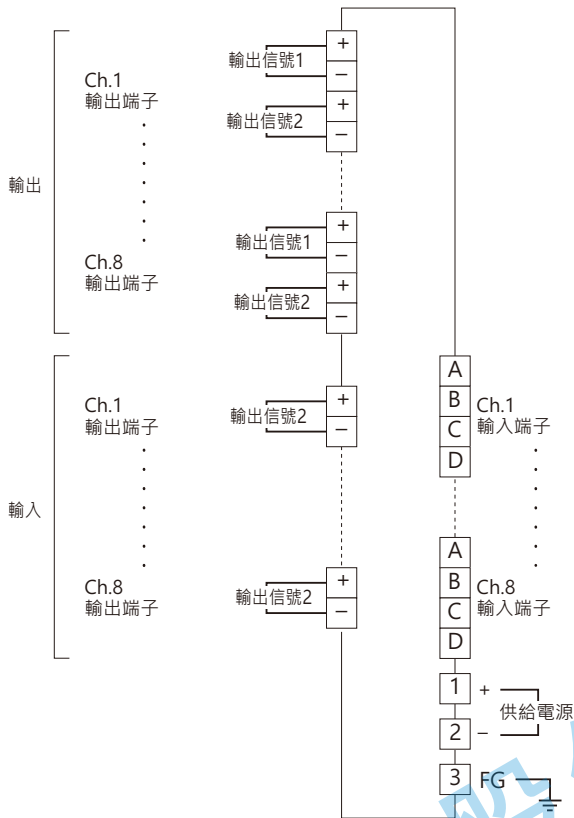 輸出
Ch.1
輸出端子
輸出信號1
+
−
輸出信號2
+
−
Ch.8
輸出端子
輸出信號1
+
−
輸出信號2
+
−
輸入
Ch.1
輸出端子
輸出信號2
+
−
Ch.8
輸出端子
輸出信號2
+
−
A
B
C
D
Ch.1
輸入端子
A
B
C
D
Ch.8
輸入端子
1 +
供給電源
2 −
3 FG